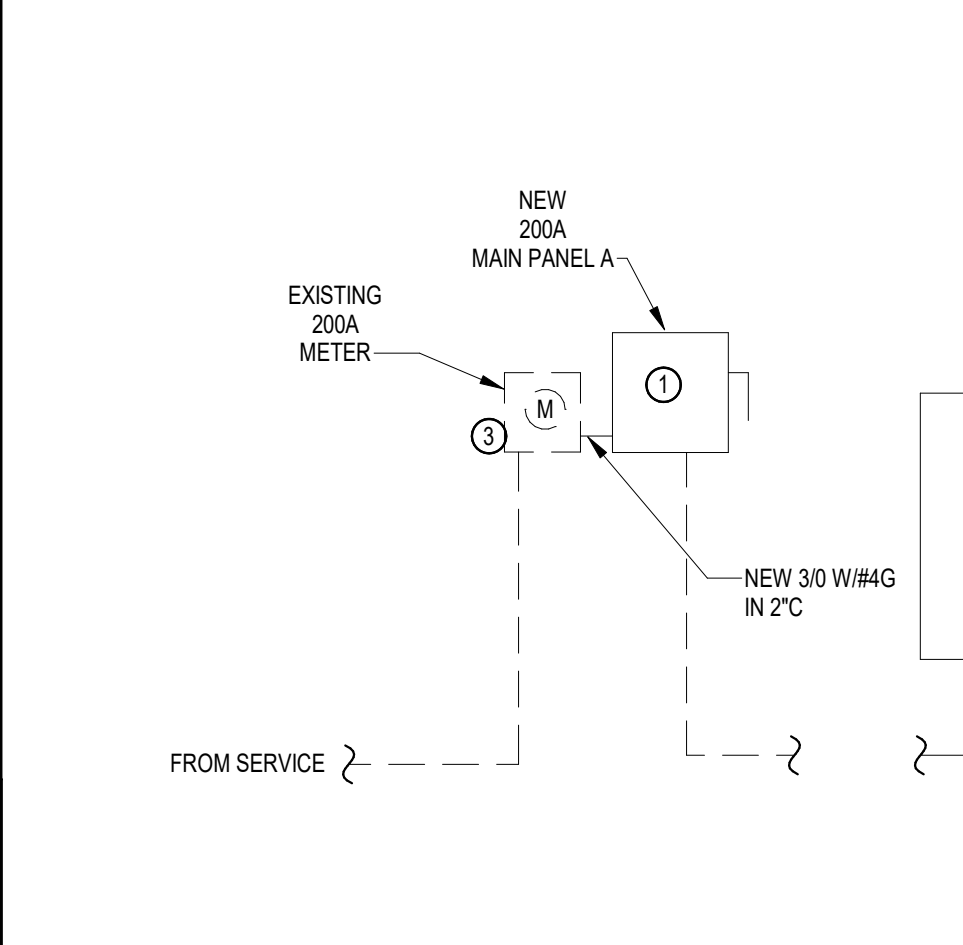 NEW
200A
MAIN PANEL A
EXISTING
200A
METER
1
M
3
NEW 3/0 W/#4G
IN 2"C
FROM SERVICE